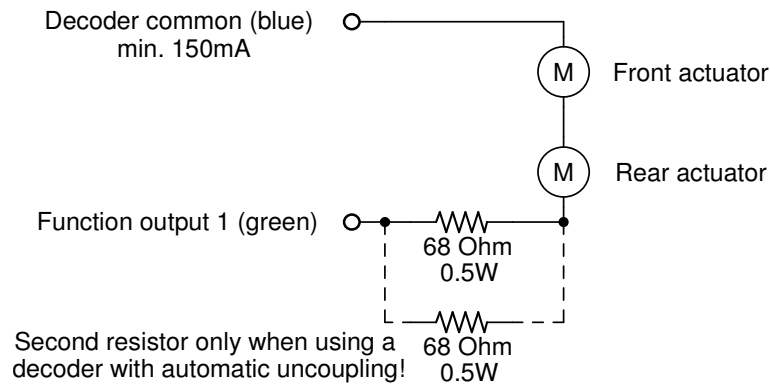 Decoder common (blue)
min. 150mA
M
Front actuator
M
Rear actuator
Function output 1 (green)
68 Ohm
0.5W
Second resistor only when using a
decoder with automatic uncoupling!
68 Ohm
0.5W